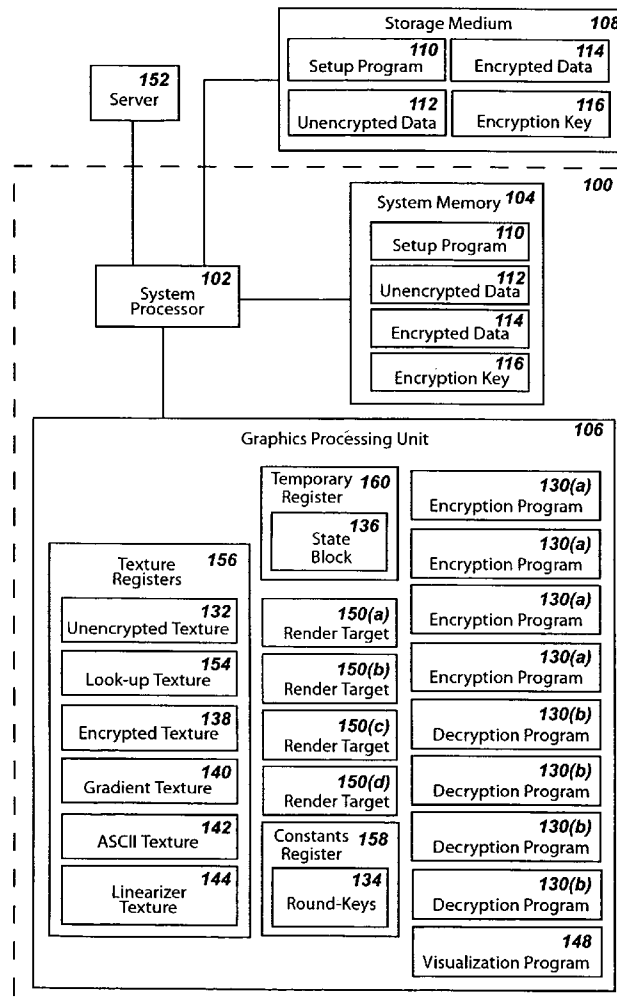 Storage Medium 108
110
Setup Program
114
Encrypted Data
112
Unencrypted Data
116
Encryption Key
152
Server
100
104
System Memory
110
Setup Program
112
Unencrypted Data
114
Encrypted Data
116
Encryption Key
102
System
Processor
106
Graphics Processing Unit
Texture 156
Registers
132
Unencrypted Texture
154
Look-up Texture
138
Encrypted Texture
140
Gradient Texture
142
ASCII Texture
144
Linearizer
Texture
Temporary 160
Register
136
State
Block
150(a)
Render Target
150(b)
Render Target
150(c)
Render Target
150(d)
Render Target
Constants 158
Register
134
Round-Keys
130(a)
Encryption Program
130(a)
Encryption Program
130(a)
Encryption Program
130(a)
Encryption Program
130(b)
Decryption Program
130(b)
Decryption Program
130(b)
Decryption Program
130(b)
Decryption Program
148
Visualization Program